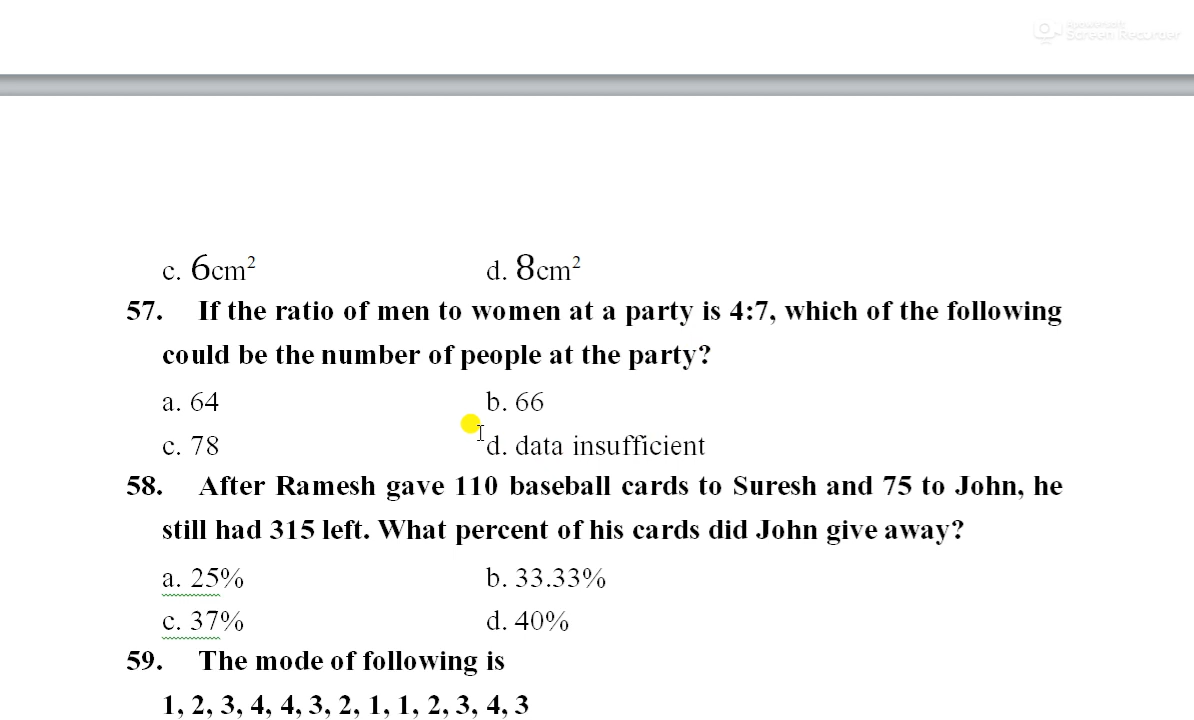 Apowersoft
Screen Recorder
c. 6cm²
d. 8cm²
57. If the ratio of men to women at a party is 4:7, which of the following
could be the number of people at the party?
a. 64
b. 66
c. 78
d. data insufficient
58. After Ramesh gave 110 baseball cards to Suresh and 75 to John, he
still had 315 left. What percent of his cards did John give away?
a. 25%
b. 33.33%
c. 37%
d. 40%
59. The mode of following is
1, 2, 3, 4, 4, 3, 2, 1, 1, 2, 3, 4, 3